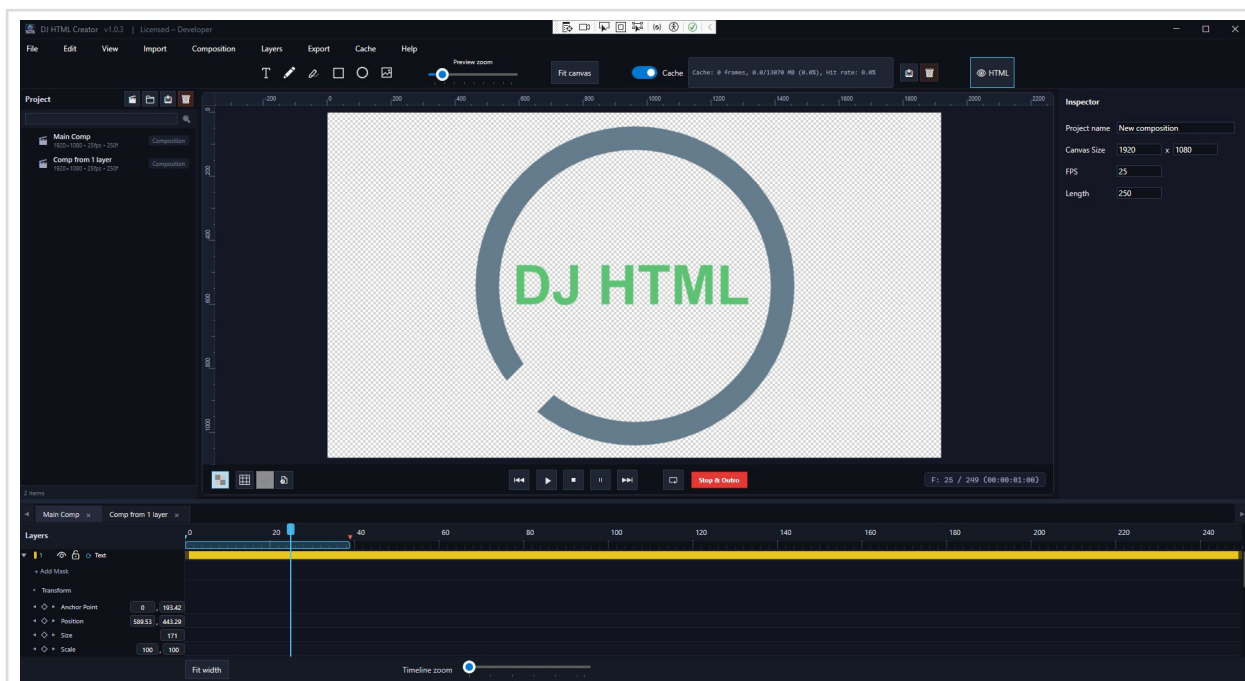 DJ HTML Creator v1.0.3 | Licensed – Developer
File Edit View Import Composition Layers Export Cache Help
Preview zoom
Fit canvas
Cache
Cache: 0 frames, 0.0/13070 MB (0.0%), Hit rate: 0.0%
HTML
Project
Main Comp
1920×1080 • 25fps • 250f
Composition
Comp from 1 layer
1920×1080 • 25fps • 250f
Composition
2 items
-200 0 200 400 600 800 1000 1200 1400 1600 1800 2000 2200
0
200
400
600
800
1000
DJ HTML
Stop & Outro
F: 25 / 249 (00:00:01:00)
Inspector
Project name New composition
Canvas Size 1920 x 1080
FPS 25
Length 250
Main Comp × Comp from 1 layer ×
Layers
0 20 40 60 80 100 120 140 160 180 200 220 240
1 Text
+ Add Mask
Transform
Anchor Point 0 , 193.42
Position 589.53 , 443.29
Size 171
Scale 100 , 100
Fit width
Timeline zoom